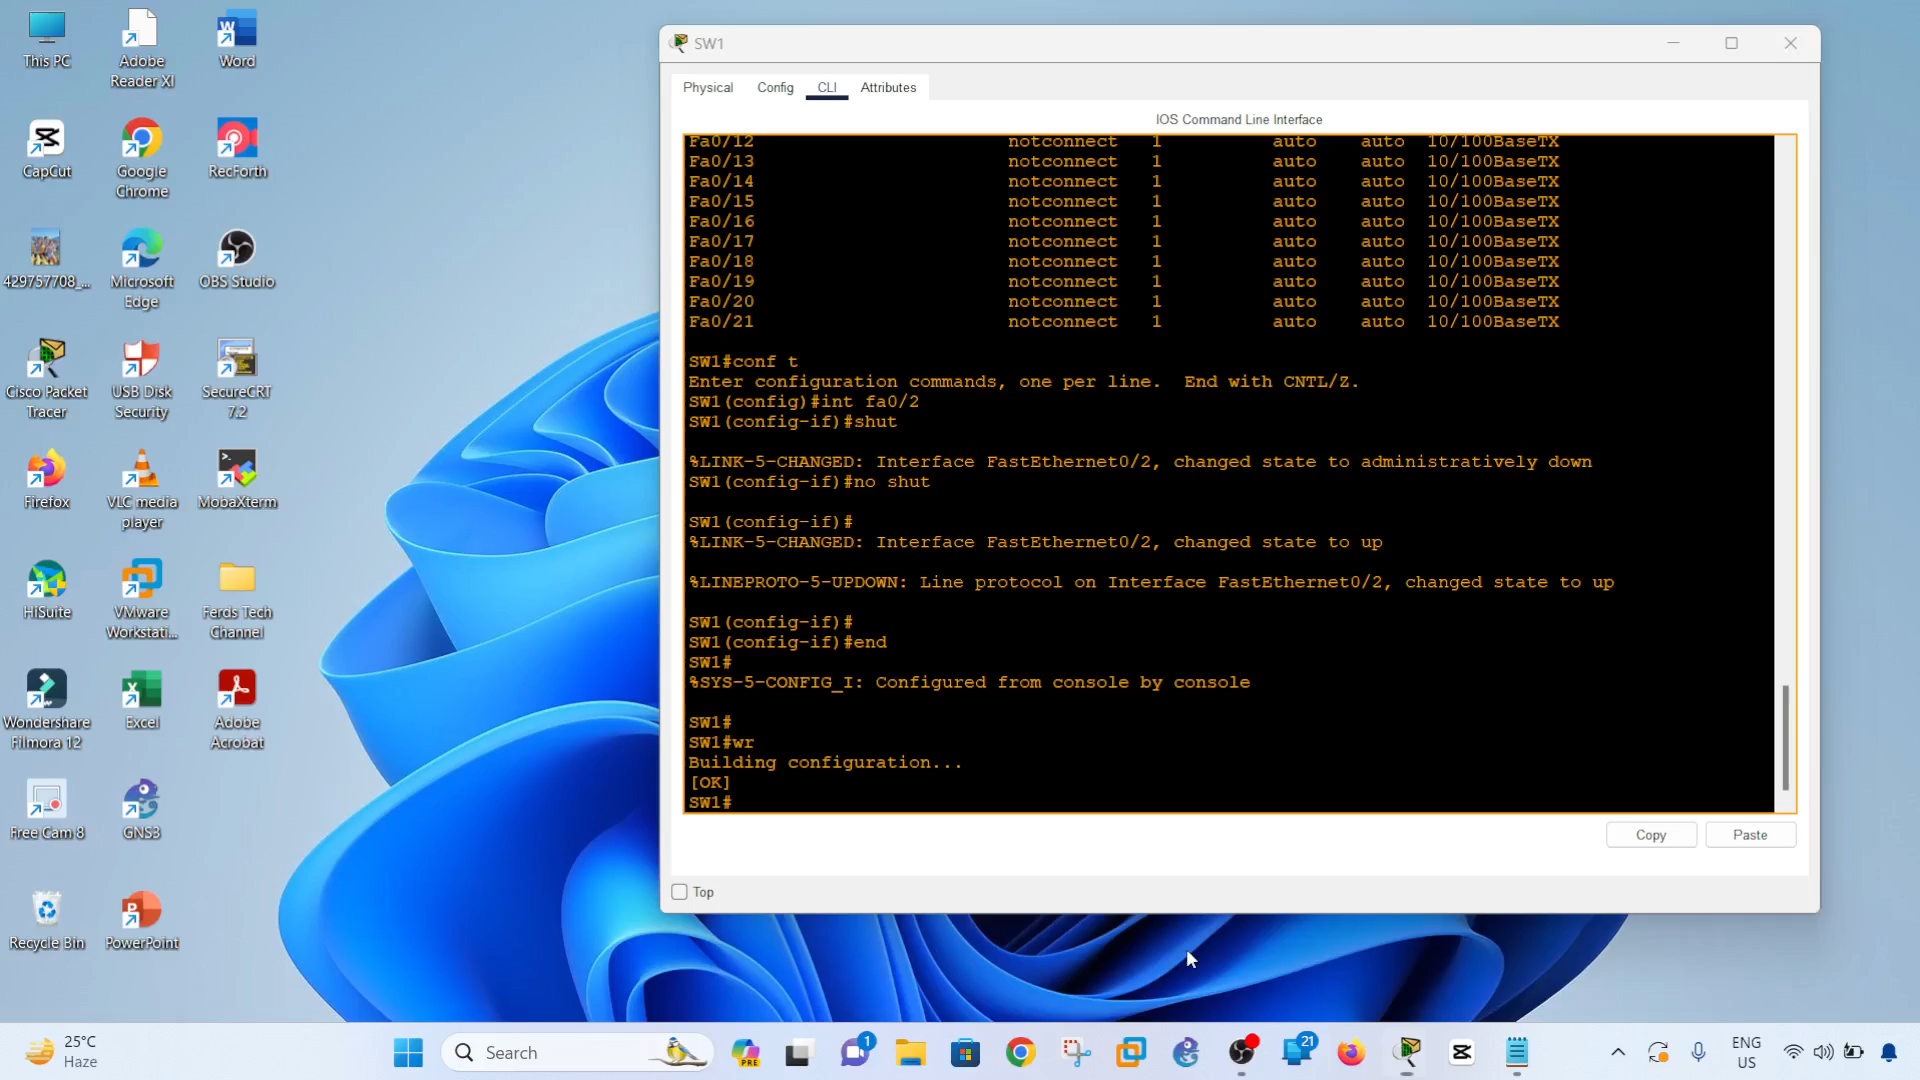 This PC
Adobe
Reader XI
Word
CapCut
Google
Chrome
RecForth
429757708_...
Microsoft
Edge
OBS Studio
Cisco Packet
Tracer
USB Disk
Security
SecureCRT
7.2
Firefox
VLC media
player
MobaXterm
HiSuite
VMware
Workstati...
Ferds Tech
Channel
Wondershare
Filmora 12
Excel
Adobe
Acrobat
Free Cam 8
GNS3
Recycle Bin
PowerPoint
SW1
Physical Config CLI Attributes
IOS Command Line Interface
Fa0/12 notconnect 1 auto auto 10/100BaseTX
Fa0/13 notconnect 1 auto auto 10/100BaseTX
Fa0/14 notconnect 1 auto auto 10/100BaseTX
Fa0/15 notconnect 1 auto auto 10/100BaseTX
Fa0/16 notconnect 1 auto auto 10/100BaseTX
Fa0/17 notconnect 1 auto auto 10/100BaseTX
Fa0/18 notconnect 1 auto auto 10/100BaseTX
Fa0/19 notconnect 1 auto auto 10/100BaseTX
Fa0/20 notconnect 1 auto auto 10/100BaseTX
Fa0/21 notconnect 1 auto auto 10/100BaseTX
SW1#conf t
Enter configuration commands, one per line. End with CNTL/Z.
SW1(config)#int fa0/2
SW1(config-if)#shut
%LINK-5-CHANGED: Interface FastEthernet0/2, changed state to administratively down
SW1(config-if)#no shut
SW1(config-if)#
%LINK-5-CHANGED: Interface FastEthernet0/2, changed state to up
%LINEPROTO-5-UPDOWN: Line protocol on Interface FastEthernet0/2, changed state to up
SW1(config-if)#
SW1(config-if)#end
SW1#
%SYS-5-CONFIG_I: Configured from console by console
SW1#
SW1#wr
Building configuration...
[OK]
SW1#
Copy Paste
Top
25°C
Haze
Search
PRE
1
21
ENG
US